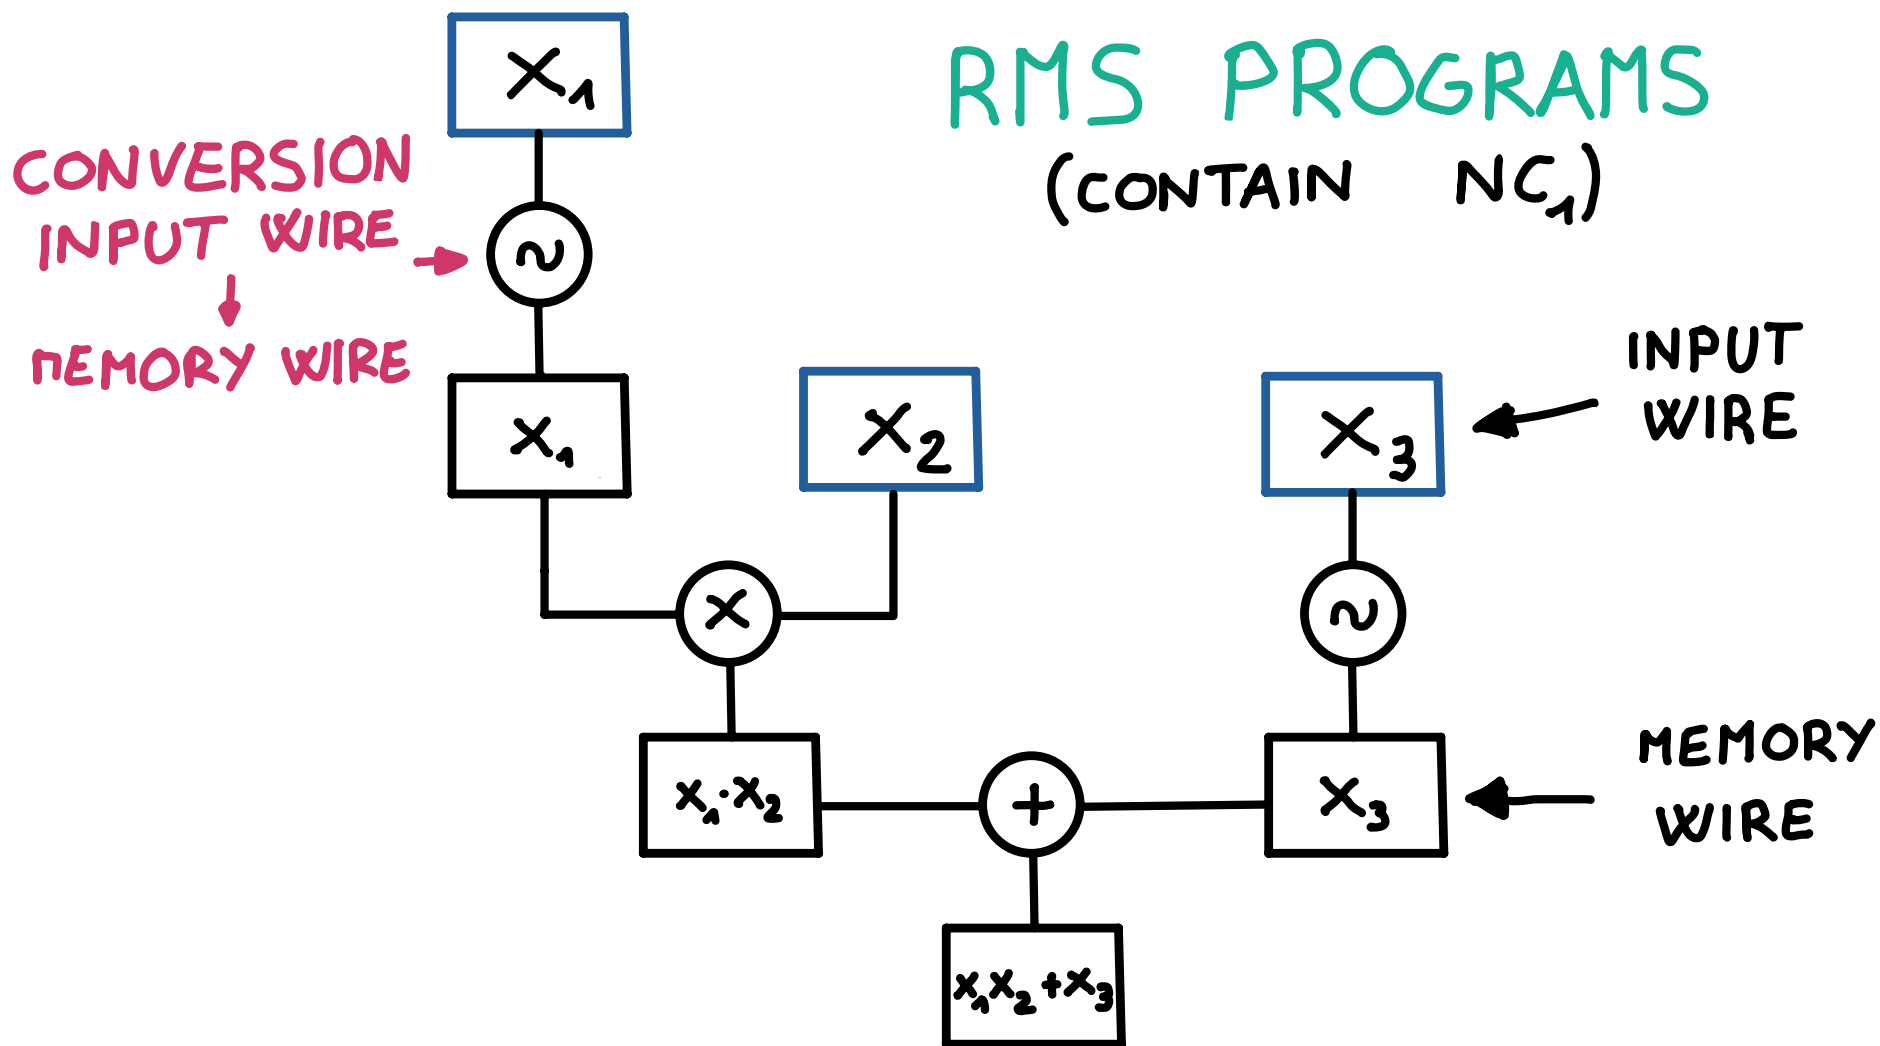 RMS PROGRAMS
(CONTAIN NC₁)
X₁
CONVERSION
INPUT WIRE
→
↓
MEMORY WIRE
~
X₁
X₂
X₃
INPUT
WIRE
×
~
X₁·X₂
+
X₃
MEMORY
WIRE
X₁X₂+X₃